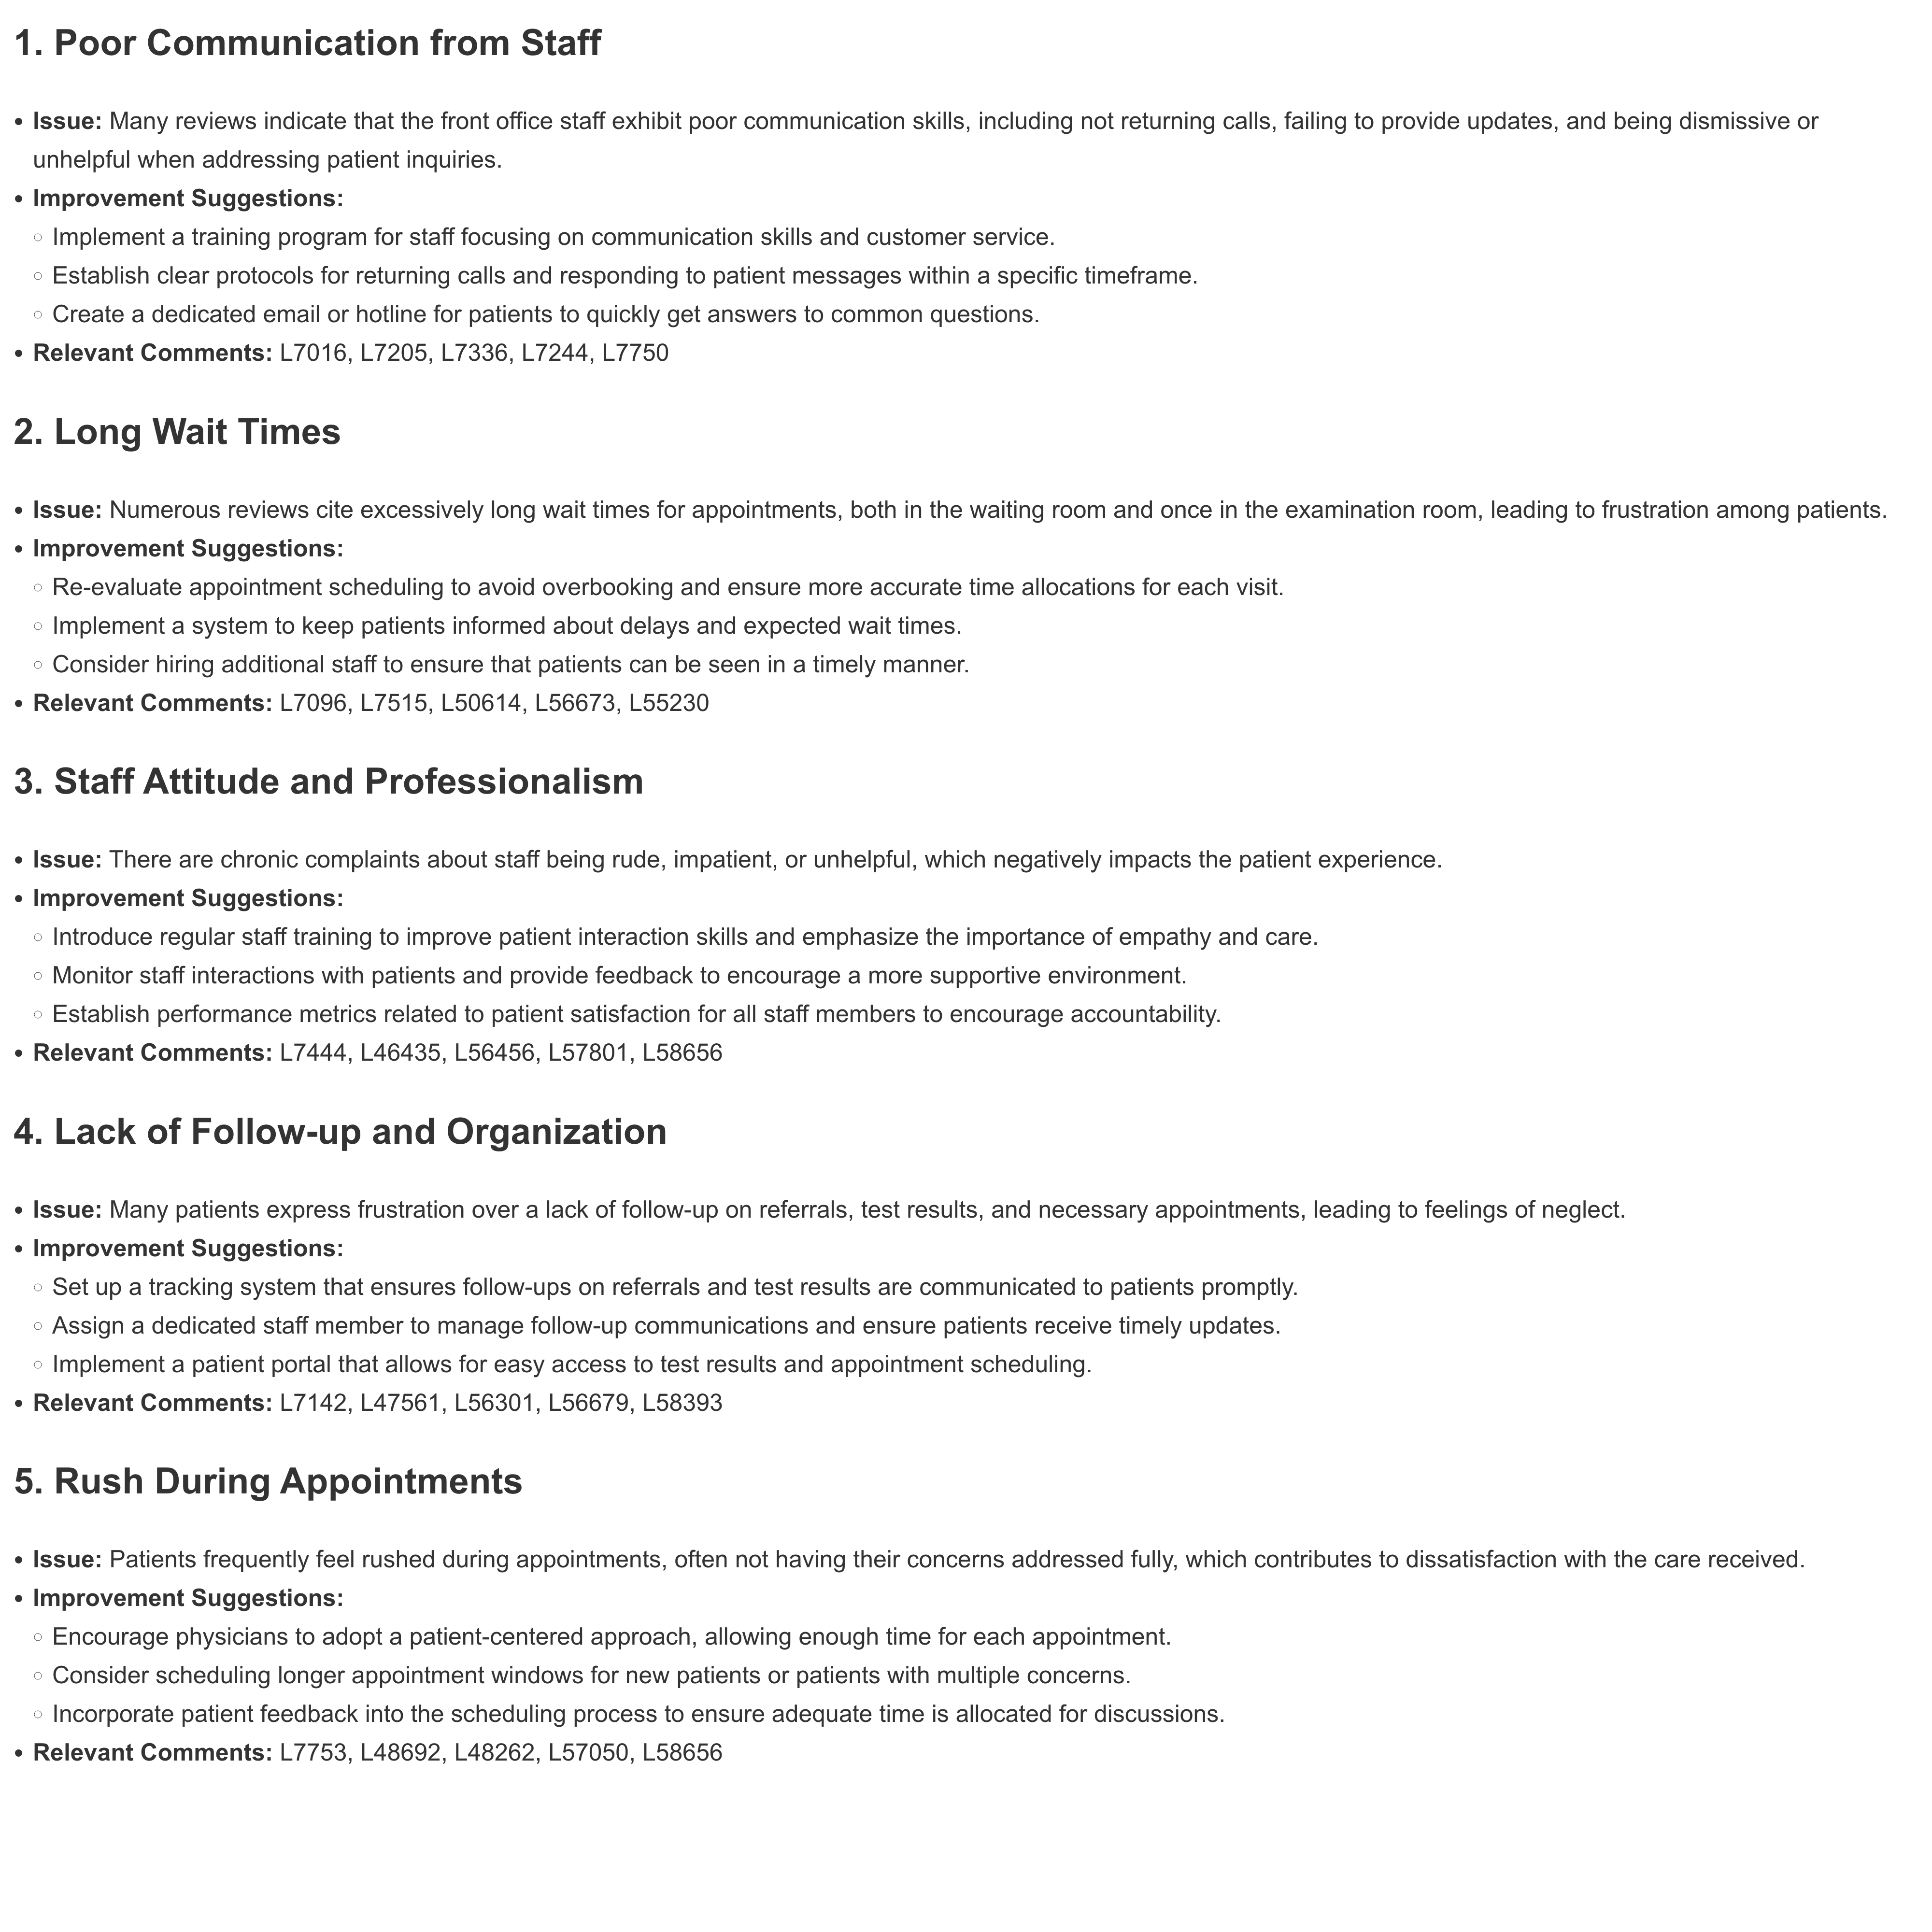 1. Poor Communication from Staff
• Issue: Many reviews indicate that the front office staff exhibit poor communication skills, including not returning calls, failing to provide updates, and being dismissive or
unhelpful when addressing patient inquiries.
• Improvement Suggestions:
○ Implement a training program for staff focusing on communication skills and customer service.
○ Establish clear protocols for returning calls and responding to patient messages within a specific timeframe.
○ Create a dedicated email or hotline for patients to quickly get answers to common questions.
• Relevant Comments: L7016, L7205, L7336, L7244, L7750
2. Long Wait Times
• Issue: Numerous reviews cite excessively long wait times for appointments, both in the waiting room and once in the examination room, leading to frustration among patients.
• Improvement Suggestions:
○ Re-evaluate appointment scheduling to avoid overbooking and ensure more accurate time allocations for each visit.
○ Implement a system to keep patients informed about delays and expected wait times.
○ Consider hiring additional staff to ensure that patients can be seen in a timely manner.
• Relevant Comments: L7096, L7515, L50614, L56673, L55230
3. Staff Attitude and Professionalism
• Issue: There are chronic complaints about staff being rude, impatient, or unhelpful, which negatively impacts the patient experience.
• Improvement Suggestions:
○ Introduce regular staff training to improve patient interaction skills and emphasize the importance of empathy and care.
○ Monitor staff interactions with patients and provide feedback to encourage a more supportive environment.
○ Establish performance metrics related to patient satisfaction for all staff members to encourage accountability.
• Relevant Comments: L7444, L46435, L56456, L57801, L58656
4. Lack of Follow-up and Organization
• Issue: Many patients express frustration over a lack of follow-up on referrals, test results, and necessary appointments, leading to feelings of neglect.
• Improvement Suggestions:
○ Set up a tracking system that ensures follow-ups on referrals and test results are communicated to patients promptly.
○ Assign a dedicated staff member to manage follow-up communications and ensure patients receive timely updates.
○ Implement a patient portal that allows for easy access to test results and appointment scheduling.
• Relevant Comments: L7142, L47561, L56301, L56679, L58393
5. Rush During Appointments
• Issue: Patients frequently feel rushed during appointments, often not having their concerns addressed fully, which contributes to dissatisfaction with the care received.
• Improvement Suggestions:
○ Encourage physicians to adopt a patient-centered approach, allowing enough time for each appointment.
○ Consider scheduling longer appointment windows for new patients or patients with multiple concerns.
○ Incorporate patient feedback into the scheduling process to ensure adequate time is allocated for discussions.
• Relevant Comments: L7753, L48692, L48262, L57050, L58656